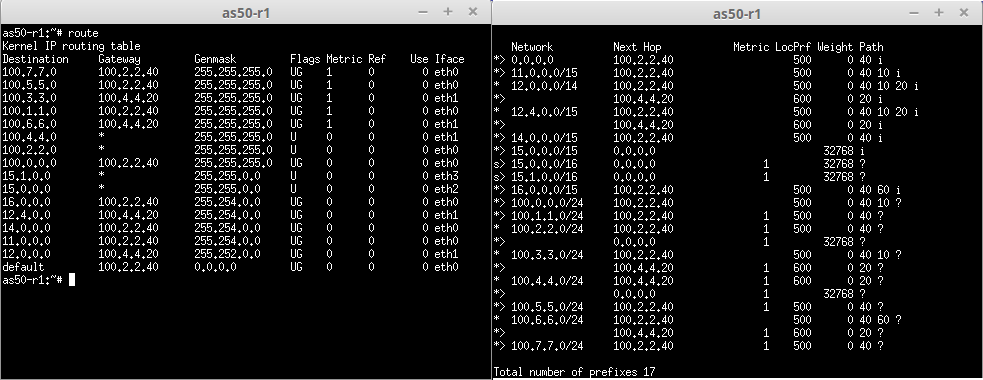 as50-r1
as50-r1:~# route
Kernel IP routing table
Destination Gateway Genmask Flags Metric Ref Use Iface
100.7.7.0 100.2.2.40 255.255.255.0 UG 1 0 0 eth0
100.5.5.0 100.2.2.40 255.255.255.0 UG 1 0 0 eth0
100.3.3.0 100.4.4.20 255.255.255.0 UG 1 0 0 eth1
100.1.1.0 100.2.2.40 255.255.255.0 UG 1 0 0 eth0
100.6.6.0 100.4.4.20 255.255.255.0 UG 1 0 0 eth1
100.4.4.0 * 255.255.255.0 U 0 0 0 eth1
100.2.2.0 * 255.255.255.0 U 0 0 0 eth0
100.0.0.0 100.2.2.40 255.255.255.0 UG 0 0 0 eth0
15.1.0.0 * 255.255.0.0 U 0 0 0 eth3
15.0.0.0 * 255.255.0.0 U 0 0 0 eth2
16.0.0.0 100.2.2.40 255.254.0.0 UG 0 0 0 eth0
12.4.0.0 100.4.4.20 255.254.0.0 UG 0 0 0 eth1
14.0.0.0 100.2.2.40 255.254.0.0 UG 0 0 0 eth0
11.0.0.0 100.2.2.40 255.254.0.0 UG 0 0 0 eth0
12.0.0.0 100.4.4.20 255.252.0.0 UG 0 0 0 eth1
default 100.2.2.40 0.0.0.0 UG 0 0 0 eth0
as50-r1:~#
as50-r1
Network Next Hop Metric LocPrf Weight Path
*> 0.0.0.0 100.2.2.40 500 0 40 i
*> 11.0.0.0/15 100.2.2.40 500 0 40 10 i
* 12.0.0.0/14 100.2.2.40 500 0 40 10 20 i
*> 100.4.4.20 600 0 20 i
* 12.4.0.0/15 100.2.2.40 500 0 40 10 20 i
*> 100.4.4.20 600 0 20 i
*> 14.0.0.0/15 100.2.2.40 500 0 40 i
*> 15.0.0.0/15 0.0.0.0 32768 i
s> 15.0.0.0/16 0.0.0.0 1 32768 ?
s> 15.1.0.0/16 0.0.0.0 1 32768 ?
*> 16.0.0.0/15 100.2.2.40 500 0 40 60 i
*> 100.0.0.0/24 100.2.2.40 500 0 40 10 ?
*> 100.1.1.0/24 100.2.2.40 1 500 0 40 ?
* 100.2.2.0/24 100.2.2.40 1 500 0 40 ?
*> 0.0.0.0 1 32768 ?
* 100.3.3.0/24 100.2.2.40 500 0 40 10 ?
*> 100.4.4.20 1 600 0 20 ?
* 100.4.4.0/24 100.4.4.20 1 600 0 20 ?
*> 0.0.0.0 1 32768 ?
*> 100.5.5.0/24 100.2.2.40 1 500 0 40 ?
* 100.6.6.0/24 100.2.2.40 500 0 40 60 ?
*> 100.4.4.20 1 600 0 20 ?
*> 100.7.7.0/24 100.2.2.40 1 500 0 40 ?
Total number of prefixes 17